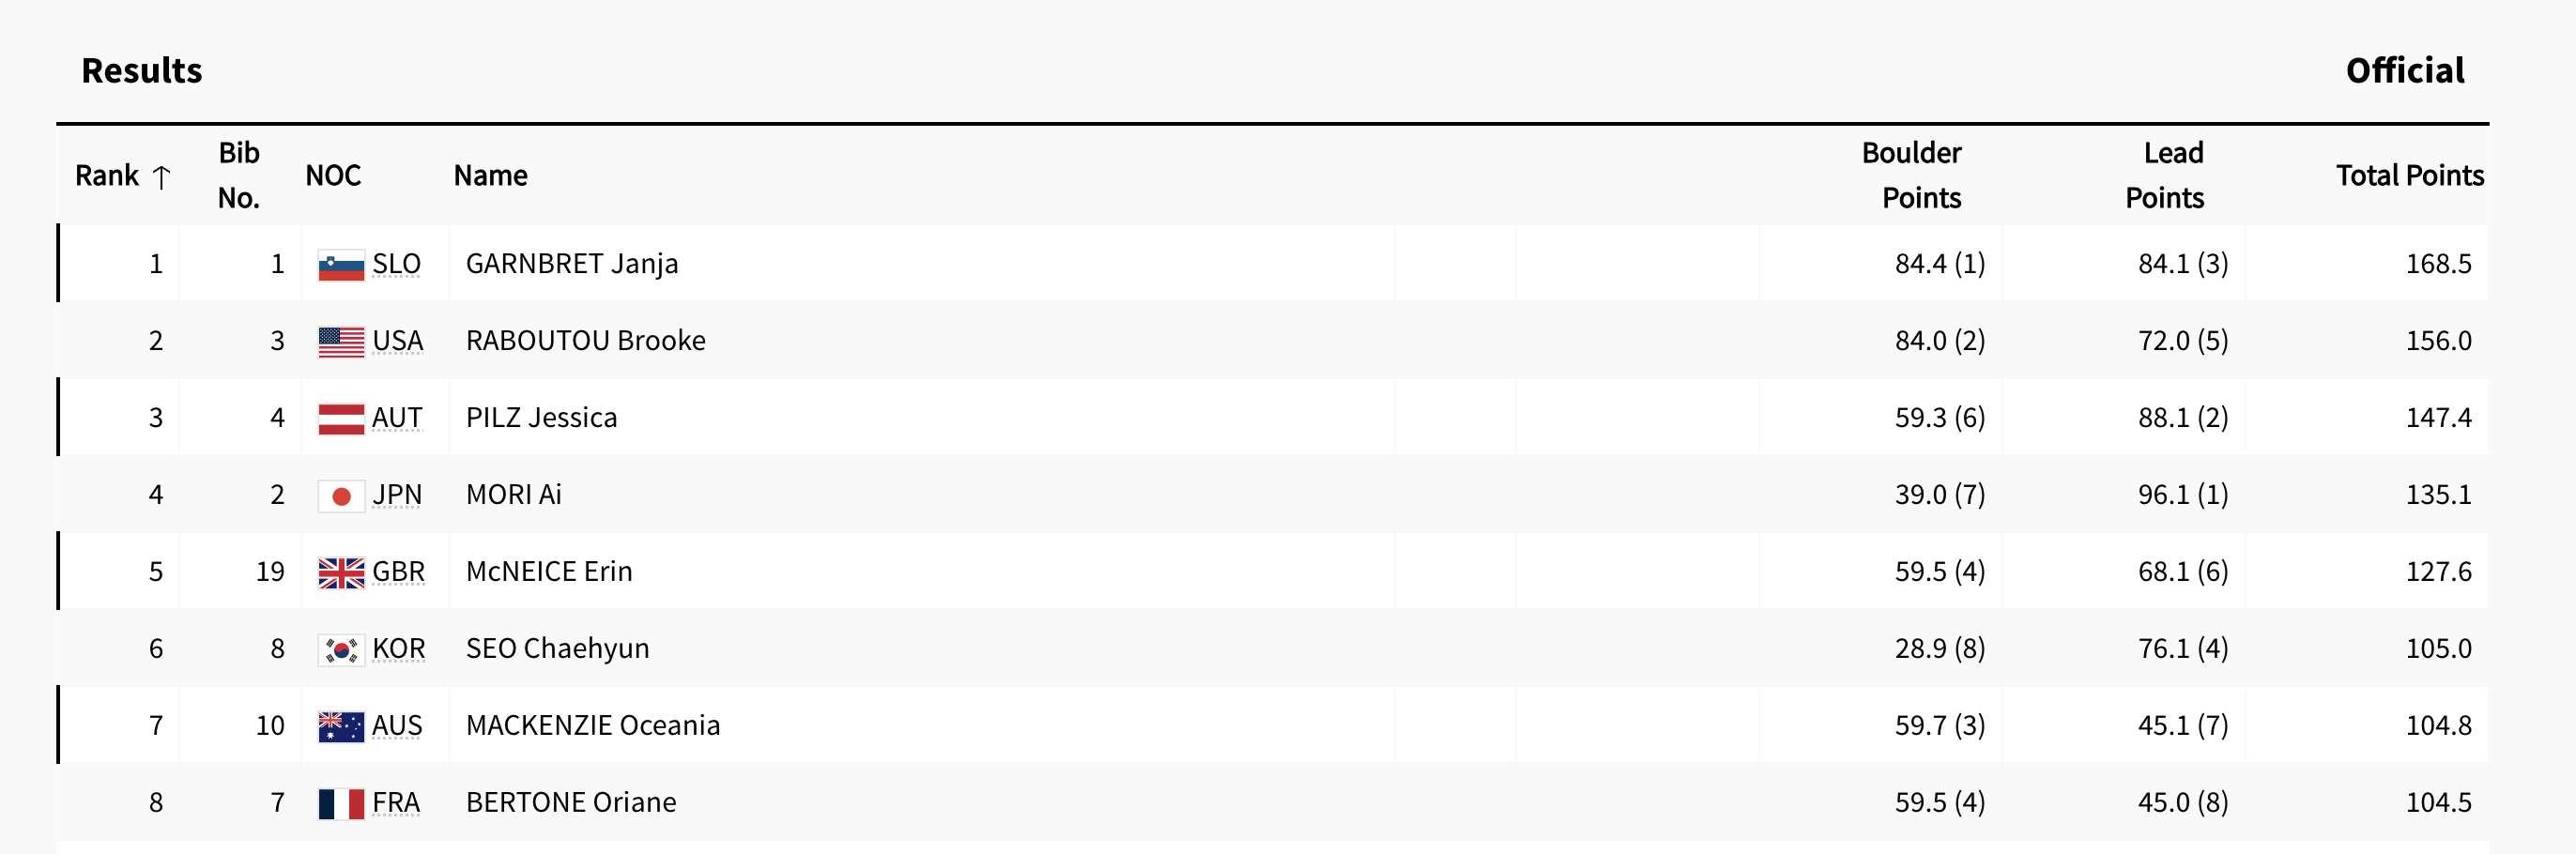 Results Official
Rank ↑ Bib No. NOC Name Boulder Points Lead Points Total Points
1 1 SLO GARNBRET Janja 84.4 (1) 84.1 (3) 168.5
2 3 USA RABOUTOU Brooke 84.0 (2) 72.0 (5) 156.0
3 4 AUT PILZ Jessica 59.3 (6) 88.1 (2) 147.4
4 2 JPN MORI Ai 39.0 (7) 96.1 (1) 135.1
5 19 GBR McNEICE Erin 59.5 (4) 68.1 (6) 127.6
6 8 KOR SEO Chaehyun 28.9 (8) 76.1 (4) 105.0
7 10 AUS MACKENZIE Oceania 59.7 (3) 45.1 (7) 104.8
8 7 FRA BERTONE Oriane 59.5 (4) 45.0 (8) 104.5